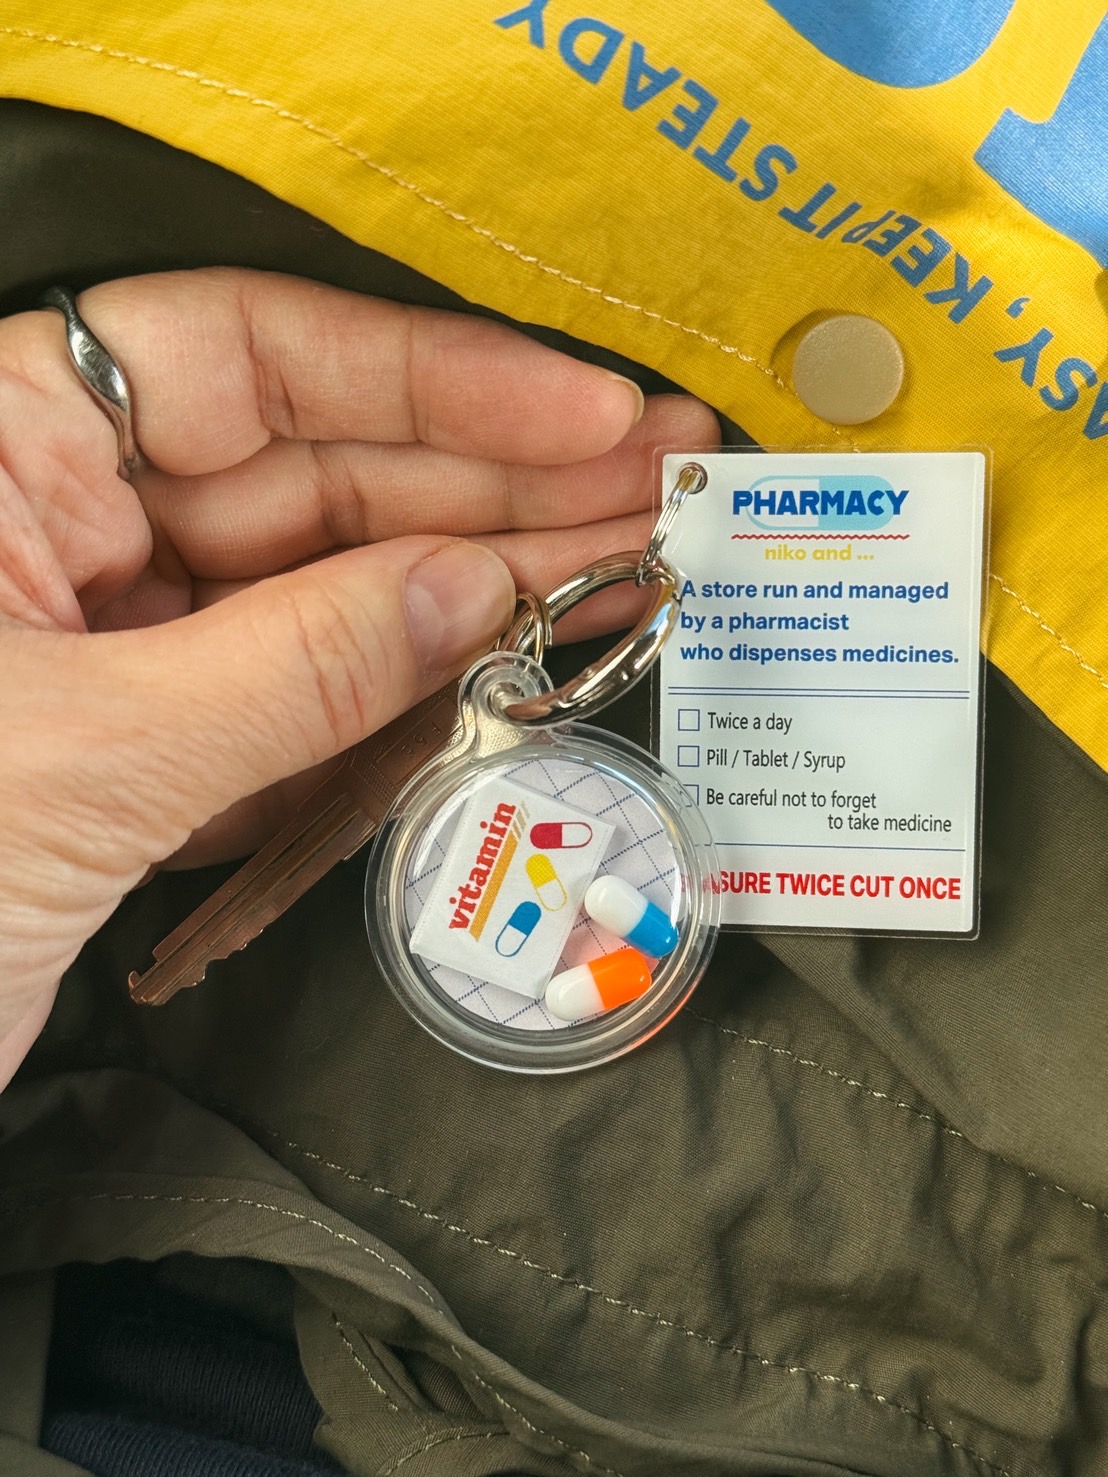 ASY, KEEP IT STEADY
PHARMACY
niko and ...
A store run and managed
by a pharmacist
who dispenses medicines.
Twice a day
Pill / Tablet / Syrup
Be careful not to forget
to take medicine
ASURE TWICE CUT ONCE
vitamin